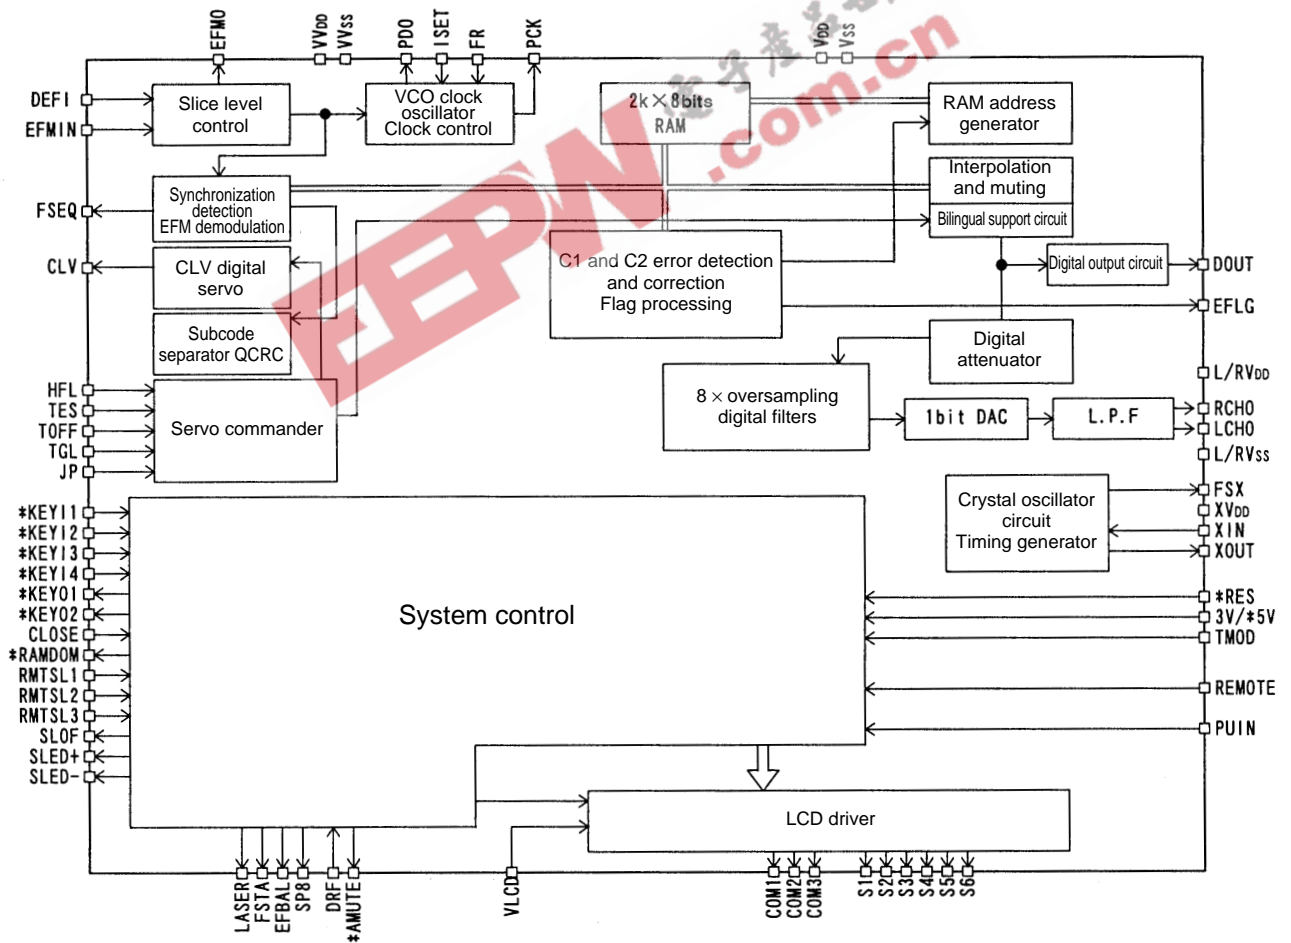 EFMO
VVDD
VVSS
PDO
ISET
FR
PCK
VDD
VSS
電子產品
EEPW
.com.cn
DEFI
EFMIN
FSEQ
CLV
HFL
TES
TOFF
TGL
JP
*KEYI1
*KEYI2
*KEYI3
*KEYI4
*KEYO1
*KEYO2
CLOSE
*RAMDOM
RMTSL1
RMTSL2
RMTSL3
SLOF
SLED+
SLED-
Slice level
control
VCO clock
oscillator
Clock control
2k×8bits
RAM
RAM address
generator
Synchronization
detection
EFM demodulation
Interpolation
and muting
Bilingual support circuit
CLV digital
servo
C1 and C2 error detection
and correction
Flag processing
Digital output circuit
Subcode
separator QCRC
Digital
attenuator
Servo commander
8 × oversampling
digital filters
1bit DAC
L.P.F
Crystal oscillator
circuit
Timing generator
System control
LCD driver
DOUT
EFLG
L/RVDD
RCHO
LCHO
L/RVSS
FSX
XVDD
XIN
XOUT
*RES
3V/*5V
TMOD
REMOTE
PUIN
LASER
FSTA
EFBAL
SP8
DRF
*AMUTE
VLCD
COM1
COM2
COM3
S1
S2
S3
S4
S5
S6